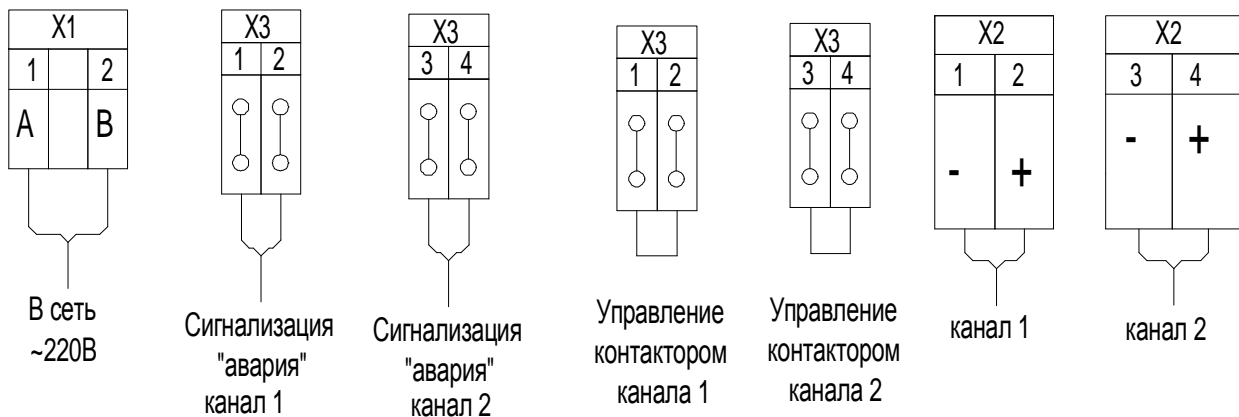 X1
1 2
A B
В сеть
~220В
X3
1 2
Сигнализация
"авария"
канал 1
X3
3 4
Сигнализация
"авария"
канал 2
X3
1 2
Управление
контактором
канала 1
X3
3 4
Управление
контактором
канала 2
X2
1 2
- +
канал 1
X2
3 4
- +
канал 2